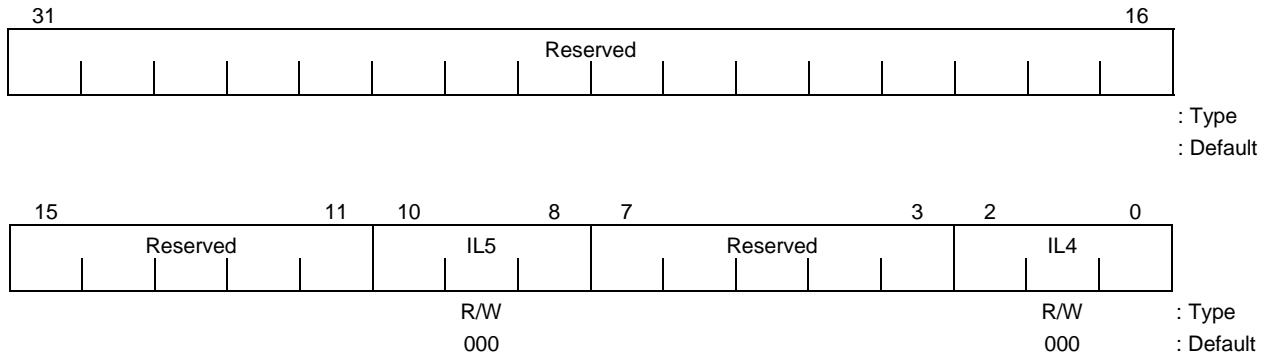 31 16
Reserved
: Type
: Default
15 11 10 8 7 3 2 0
Reserved IL5 Reserved IL4
R/W R/W : Type
000 000 : Default